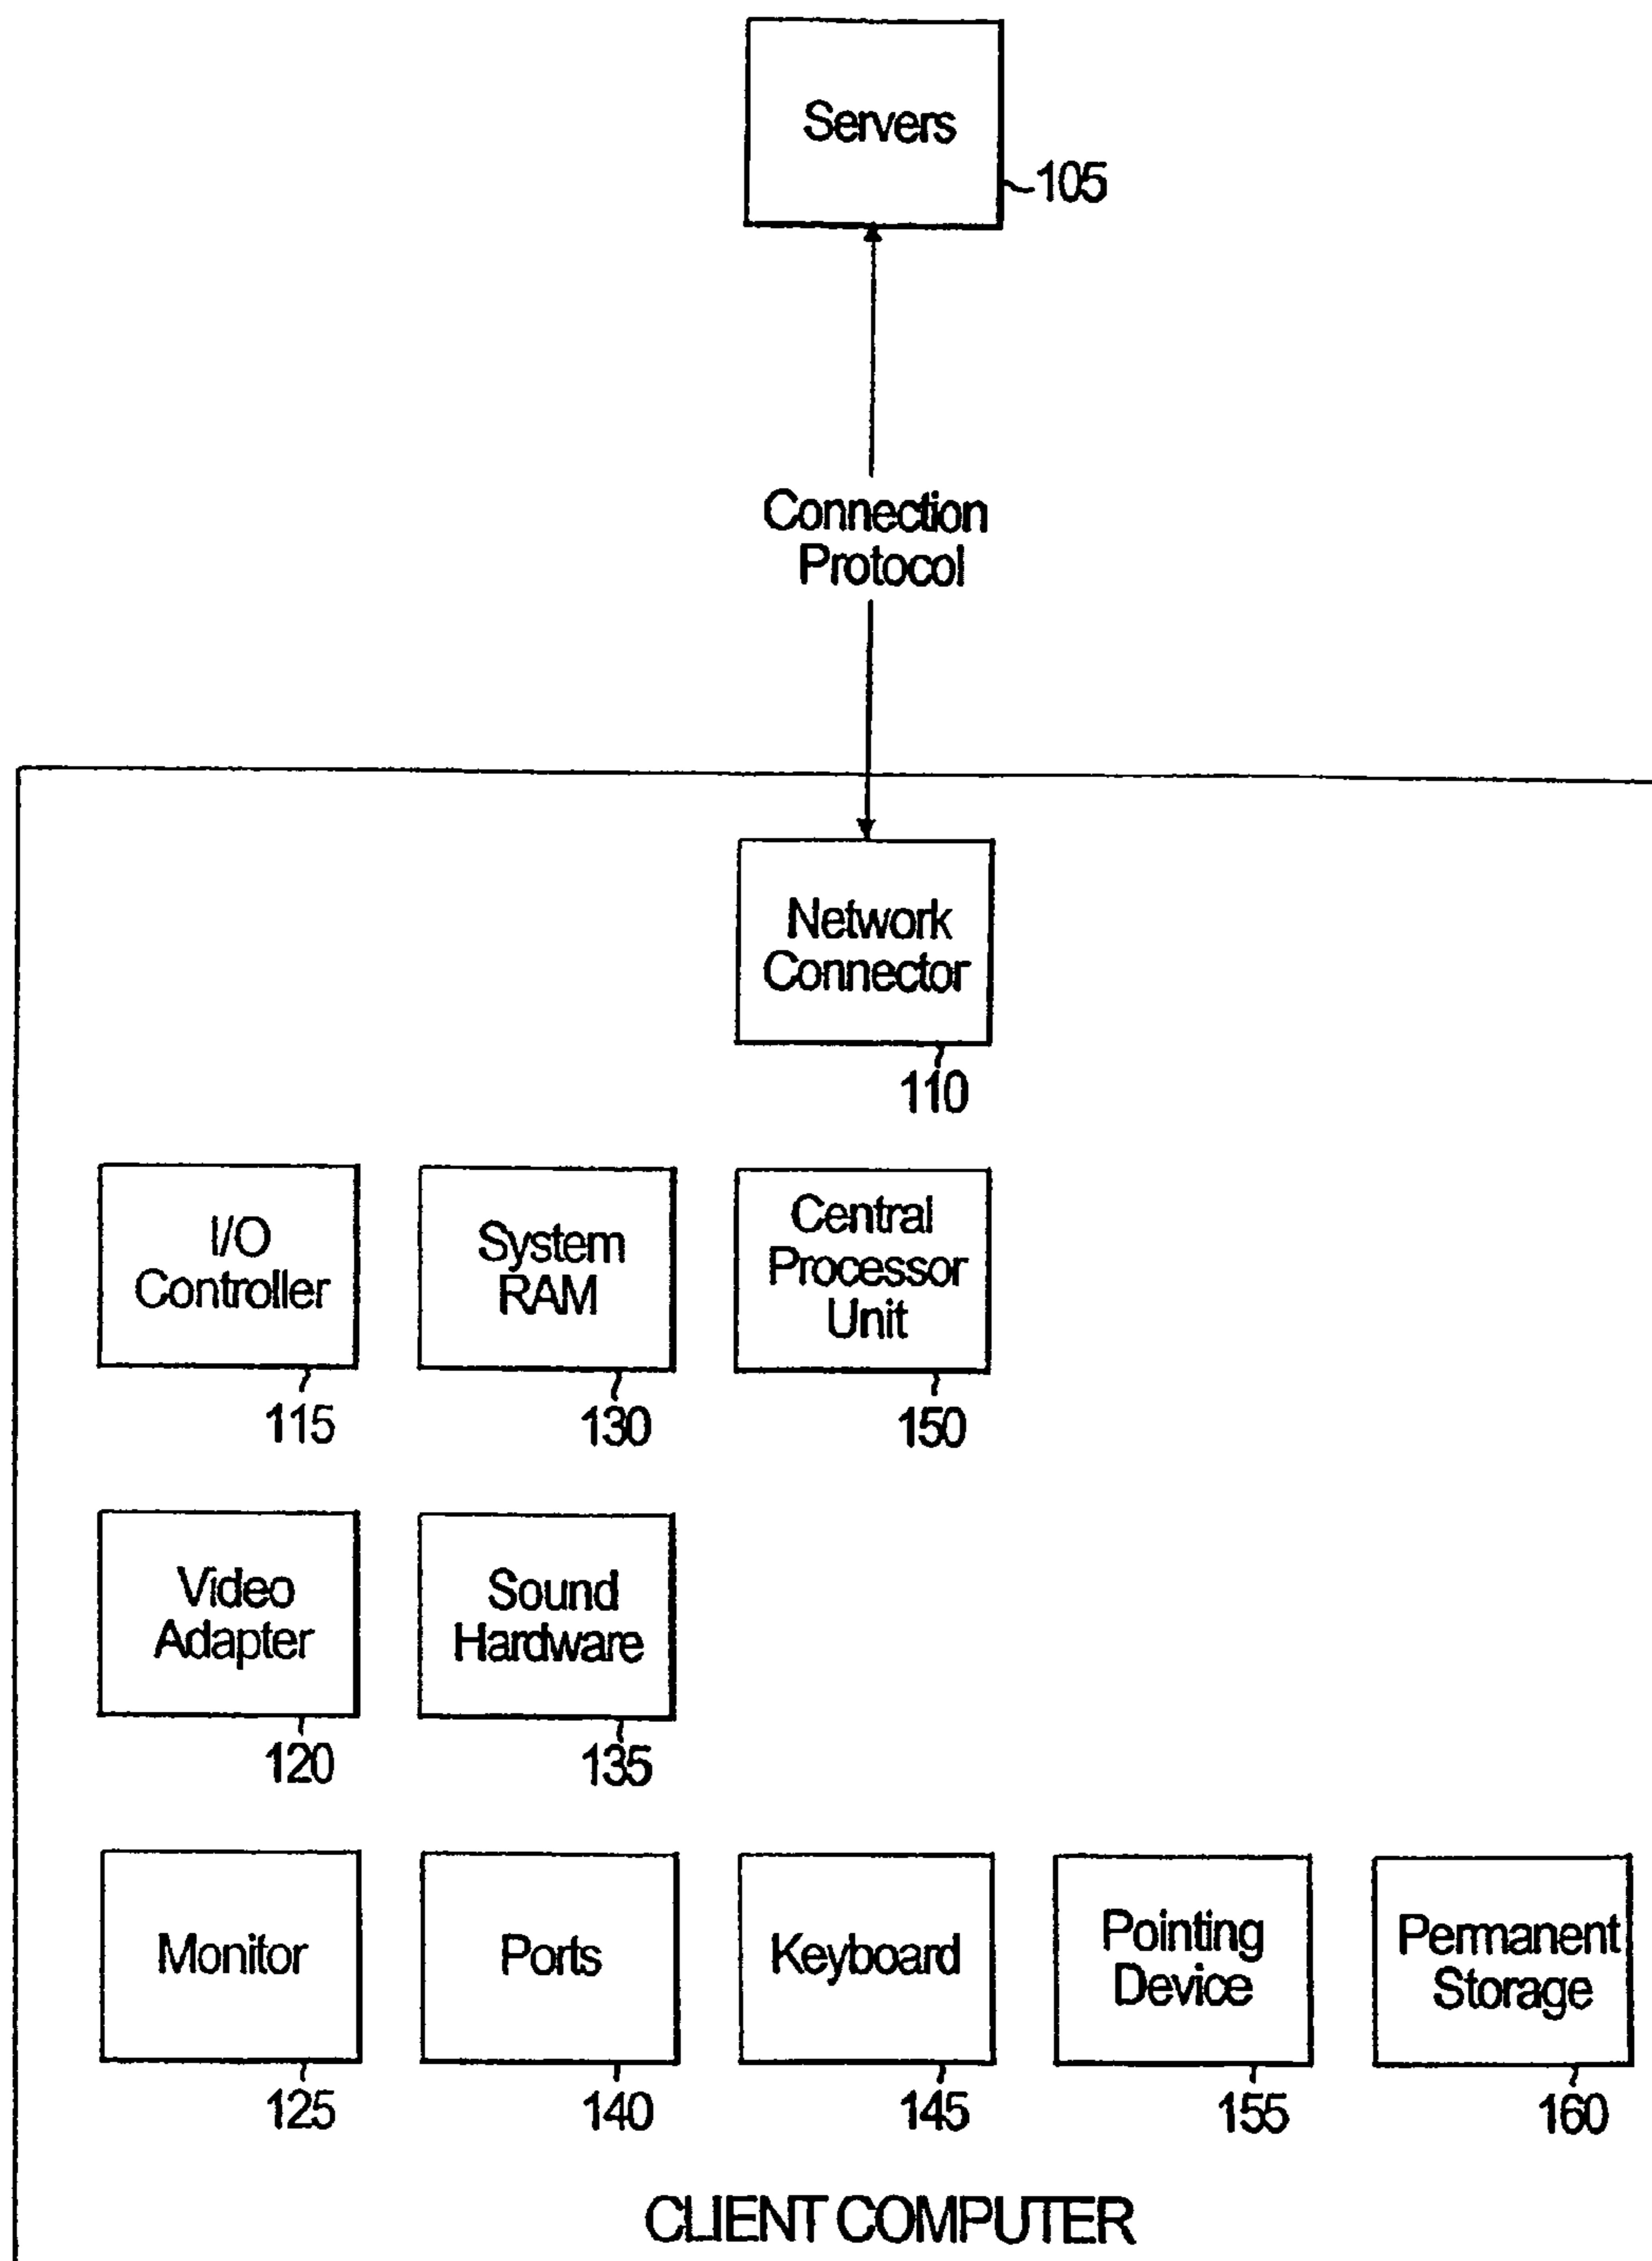 Servers
105
Connection
Protocol
Network
Connector
110
I/O
Controller
115
System
RAM
130
Central
Processor
Unit
150
Video
Adapter
120
Sound
Hardware
135
Monitor
125
Ports
140
Keyboard
145
Pointing
Device
155
Permanent
Storage
160
CLIENT COMPUTER